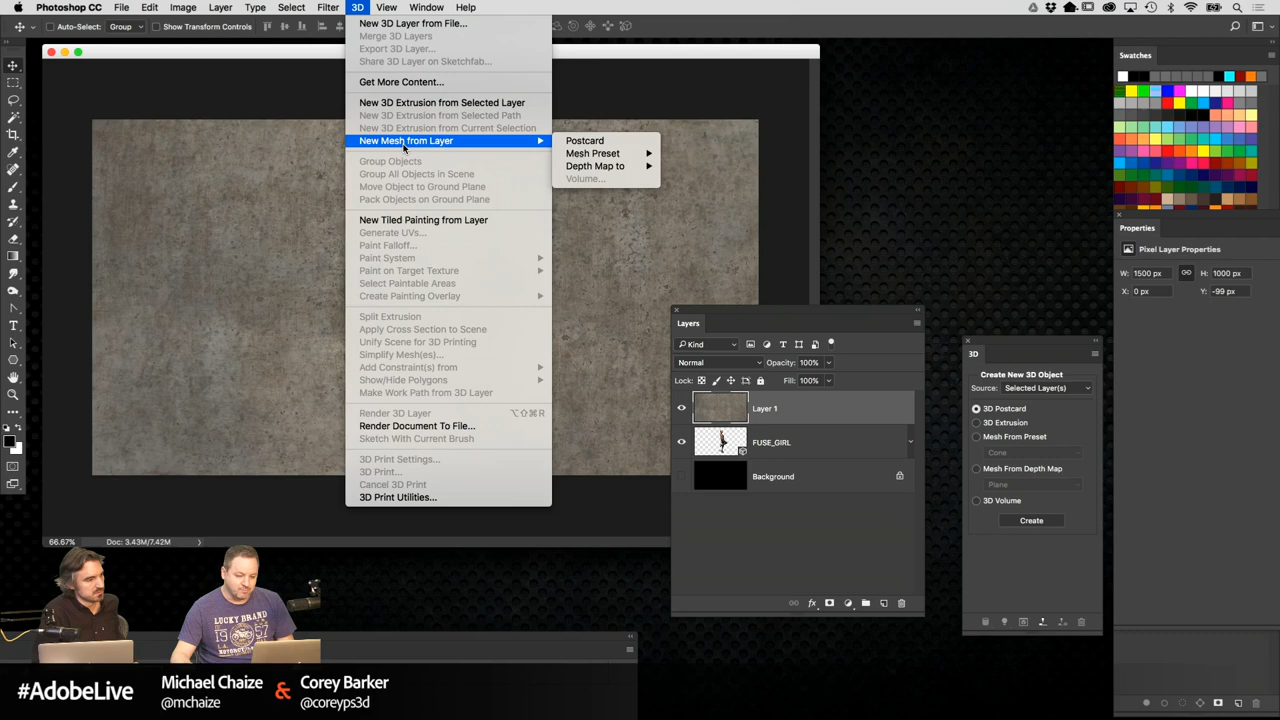 Photoshop CC File Edit Image Layer Type Select Filter 3D View Window Help
Auto-Select: Group Show Transform Controls
New 3D Layer from File...
Merge 3D Layers
Export 3D Layer...
Share 3D Layer on Sketchfab...
Get More Content...
New 3D Extrusion from Selected Layer
New 3D Extrusion from Selected Path
New 3D Extrusion from Current Selection
New Mesh from Layer
Group Objects
Group All Objects in Scene
Move Object to Ground Plane
Pack Objects on Ground Plane
New Tiled Painting from Layer
Generate UVs...
Paint Falloff...
Paint System
Paint on Target Texture
Select Paintable Areas
Create Painting Overlay
Split Extrusion
Apply Cross Section to Scene
Unify Scene for 3D Printing
Simplify Mesh(es)...
Add Constraint(s) from
Show/Hide Polygons
Make Work Path from 3D Layer
Render 3D Layer ⌥⇧⌘R
Render Document To File...
Sketch With Current Brush
3D Print Settings...
3D Print...
Cancel 3D Print
3D Print Utilities...
Postcard
Mesh Preset
Depth Map to
Volume...
66.67% Doc: 3.43M/7.42M
Layers
Kind
Normal Opacity: 100%
Lock: Fill: 100%
Layer 1
FUSE_GIRL
Background
fx
3D
Create New 3D Object
Source: Selected Layer(s)
3D Postcard
3D Extrusion
Mesh From Preset
Cone
Mesh From Depth Map
Plane
3D Volume
Create
Swatches
Properties
Pixel Layer Properties
W: 1500 px H: 1000 px
X: 0 px Y: -99 px
LUCKY BRAND
#AdobeLive
Michael Chaize
@mchaize
&
Corey Barker
@coreyps3d